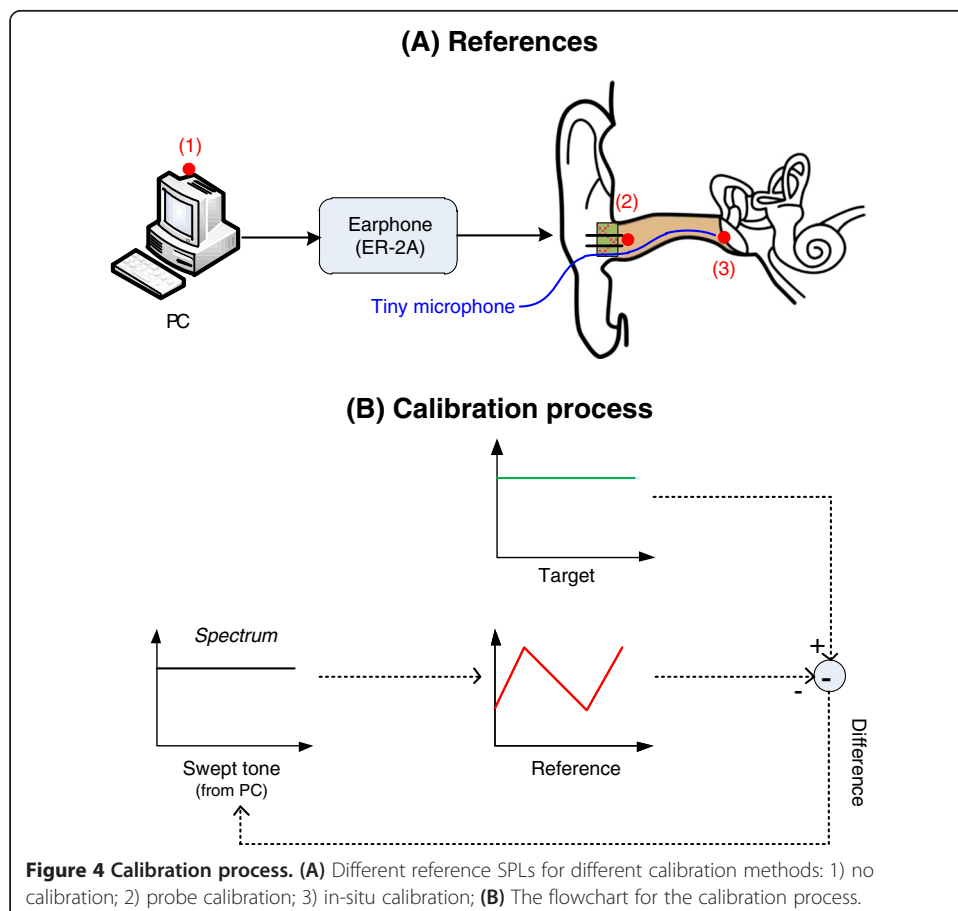 (A) References
(1)
Earphone
(ER-2A)
(2)
(3)
Tiny microphone
PC
(B) Calibration process
Target
Spectrum
+
-
-
Swept tone
(from PC)
Reference
Difference
Figure 4 Calibration process. (A) Different reference SPLs for different calibration methods: 1) no
calibration; 2) probe calibration; 3) in-situ calibration; (B) The flowchart for the calibration process.